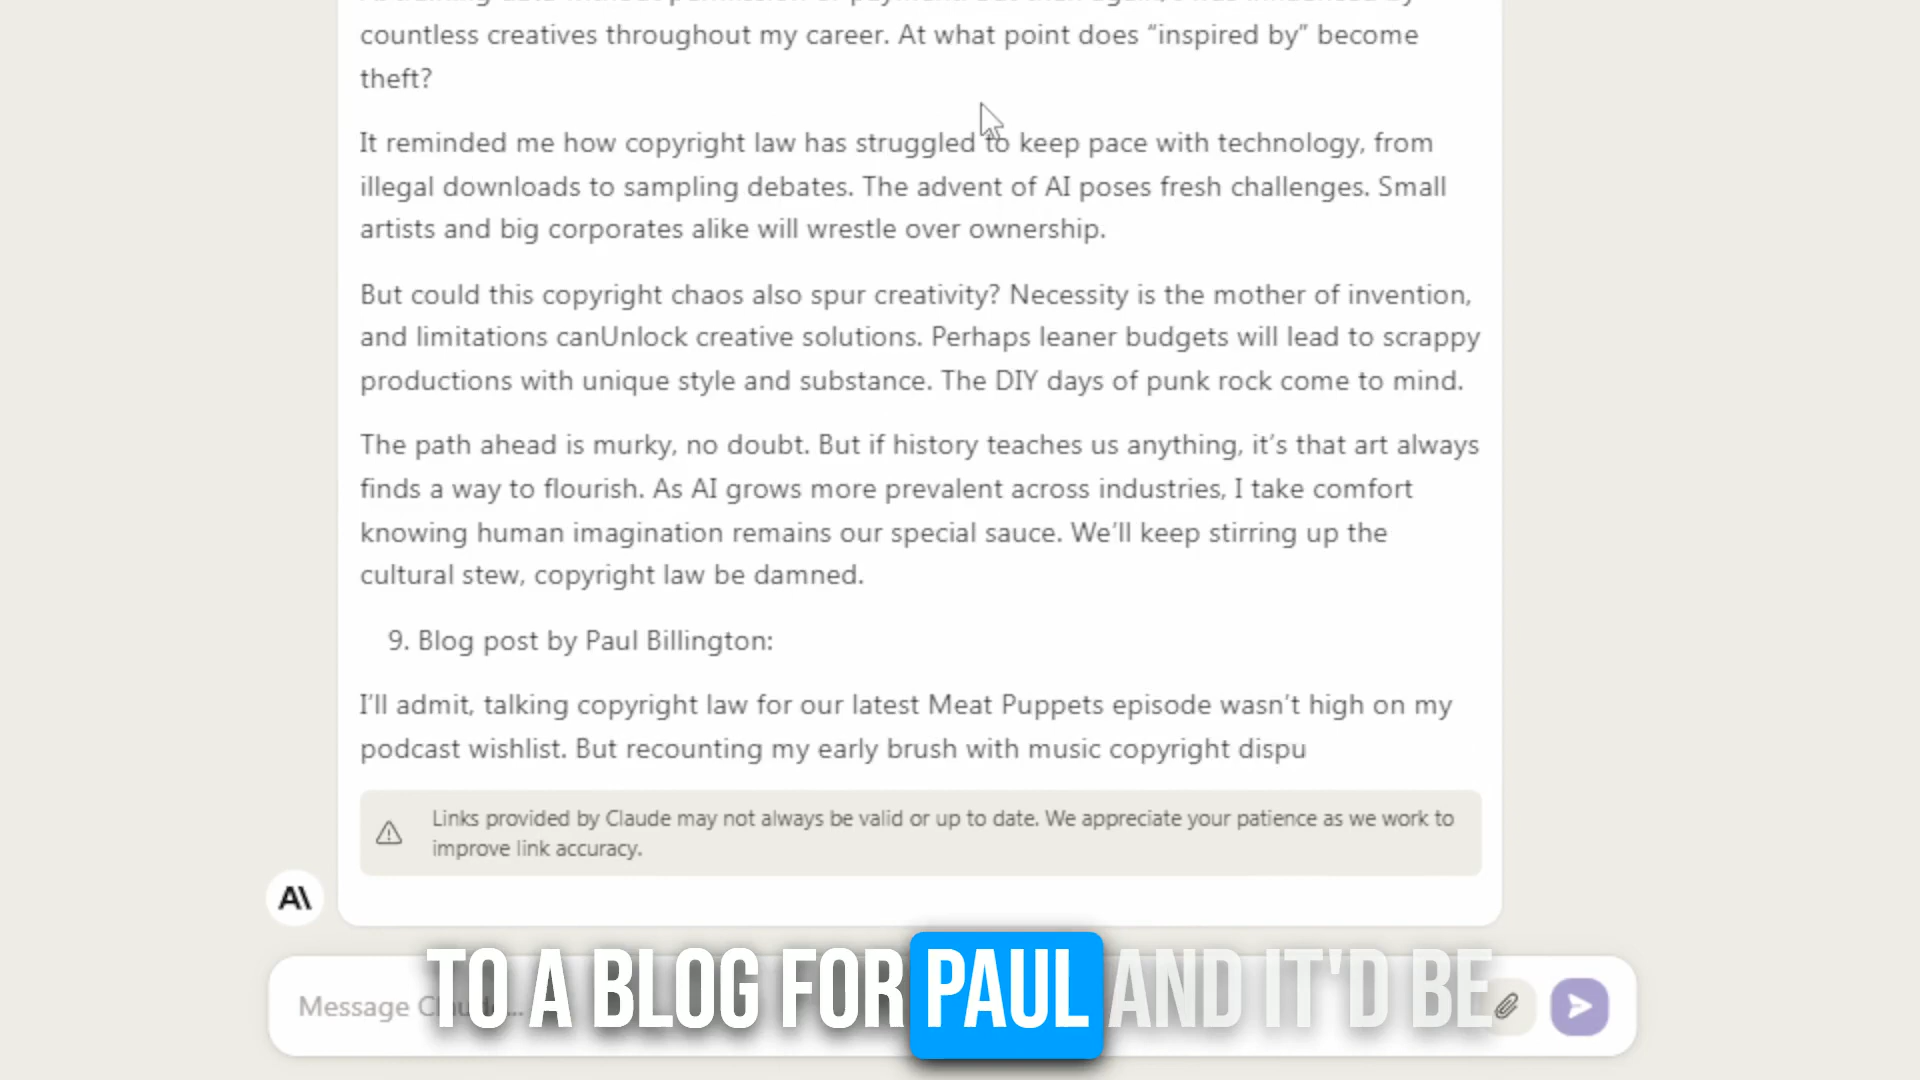 countless creatives throughout my career. At what point does “inspired by” become
theft?
It reminded me how copyright law has struggled to keep pace with technology, from
illegal downloads to sampling debates. The advent of AI poses fresh challenges. Small
artists and big corporates alike will wrestle over ownership.
But could this copyright chaos also spur creativity? Necessity is the mother of invention,
and limitations canUnlock creative solutions. Perhaps leaner budgets will lead to scrappy
productions with unique style and substance. The DIY days of punk rock come to mind.
The path ahead is murky, no doubt. But if history teaches us anything, it’s that art always
finds a way to flourish. As AI grows more prevalent across industries, I take comfort
knowing human imagination remains our special sauce. We’ll keep stirring up the
cultural stew, copyright law be damned.
9. Blog post by Paul Billington:
I’ll admit, talking copyright law for our latest Meat Puppets episode wasn’t high on my
podcast wishlist. But recounting my early brush with music copyright dispu
Links provided by Claude may not always be valid or up to date. We appreciate your patience as we work to
improve link accuracy.
A\
TO A BLOG FOR PAUL AND IT'D BE
Message